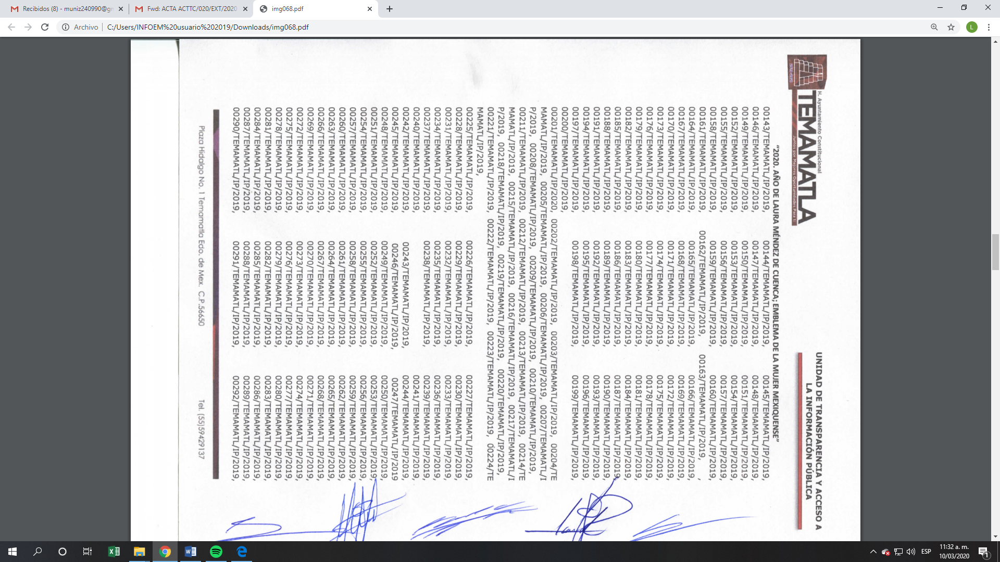 Recibidos (8) - muniz240990@gm
Fwd: ACTA ACTTC/020/EXT/2020
img068.pdf
Archivo
C:/Users/INFOEM%20usuario%202019/Downloads/img068.pdf
L
H. Ayuntamiento Constitucional
TEMAMATLA
Juntos por Mejores Oportunidades Para ti
UNIDAD DE TRANSPARENCIA Y ACCESO A
LA INFORMACIÓN PÚBLICA
“2020. AÑO DE LAURA MÉNDEZ DE CUENCA; EMBLEMA DE LA MUJER MEXIQUENSE”
00143/TEMAMATL/IP/2019, 00144/TEMAMATL/IP/2019, 00145/TEMAMATL/IP/2019,
00146/TEMAMATL/IP/2019, 00147/TEMAMATL/IP/2019, 00148/TEMAMATL/IP/2019,
00149/TEMAMATL/IP/2019, 00150/TEMAMATL/IP/2019, 00151/TEMAMATL/IP/2019,
00152/TEMAMATL/IP/2019, 00153/TEMAMATL/IP/2019, 00154/TEMAMATL/IP/2019,
00155/TEMAMATL/IP/2019, 00156/TEMAMATL/IP/2019, 00157/TEMAMATL/IP/2019,
00158/TEMAMATL/IP/2019, 00159/TEMAMATL/IP/2019, 00160/TEMAMATL/IP/2019,
00161/TEMAMATL/IP/2019, 00162/TEMAMATL/IP/2019, 00163/TEMAMATL/IP/2019, ,
00164/TEMAMATL/IP/2019, 00165/TEMAMATL/IP/2019, 00166/TEMAMATL/IP/2019,
00167/TEMAMATL/IP/2019, 00168/TEMAMATL/IP/2019, 00169/TEMAMATL/IP/2019,
00170/TEMAMATL/IP/2019, 00171/TEMAMATL/IP/2019, 00172/TEMAMATL/IP/2019,
00173/TEMAMATL/IP/2019, 00174/TEMAMATL/IP/2019, 00175/TEMAMATL/IP/2019,
00176/TEMAMATL/IP/2019, 00177/TEMAMATL/IP/2019, 00178/TEMAMATL/IP/2019,
00179/TEMAMATL/IP/2019, 00180/TEMAMATL/IP/2019, 00181/TEMAMATL/IP/2019,
00182/TEMAMATL/IP/2019, 00183/TEMAMATL/IP/2019, 00184/TEMAMATL/IP/2019,
00185/TEMAMATL/IP/2019, 00186/TEMAMATL/IP/2019, 00187/TEMAMATL/IP/2019,
00188/TEMAMATL/IP/2019, 00189/TEMAMATL/IP/2019, 00190/TEMAMATL/IP/2019,
00191/TEMAMATL/IP/2019, 00192/TEMAMATL/IP/2019, 00193/TEMAMATL/IP/2019,
00194/TEMAMATL/IP/2019, 00195/TEMAMATL/IP/2019, 00196/TEMAMATL/IP/2019,
00197/TEMAMATL/IP/2019, 00198/TEMAMATL/IP/2019, 00199/TEMAMATL/IP/2019,
00200/TEMAMATL/IP/2019,
00201/TEMAMATL/IP/2020, 00202/TEMAMATL/IP/2019, 00203/TEMAMATL/IP/2019, 00204/TE
MAMATL/IP/2019, 00205/TEMAMATL/IP/2019, 00206/TEMAMATL/IP/2019, 00207/TEMAMATL/I
P/2019, 00208/TEMAMATL/IP/2019, 00209/TEMAMATL/IP/2019, 00210/TEMAMATL/IP/2019,
00211/TEMAMATL/IP/2019, 00212/TEMAMATL/IP/2019, 00213/TEMAMATL/IP/2019, 00214/TE
MAMATL/IP/2019, 00215/TEMAMATL/IP/2019, 00216/TEMAMATL/IP/2019, 00217/TEMAMATL/I
P/2019, 00218/TEMAMATL/IP/2019, 00219/TEMAMATL/IP/2019, 00220/TEMAMATL/IP/2019,
00221/TEMAMATL/IP/2019, 00222/TEMAMATL/IP/2019, 00223/TEMAMATL/IP/2019, 00224/TE
MAMATL/IP/2019,
00225/TEMAMATL/IP/2019, 00226/TEMAMATL/IP/2019, 00227/TEMAMATL/IP/2019,
00228/TEMAMATL/IP/2019, 00229/TEMAMATL/IP/2019, 00230/TEMAMATL/IP/2019,
00231/TEMAMATL/IP/2019, 00232/TEMAMATL/IP/2019, 00233/TEMAMATL/IP/2019,
00234/TEMAMATL/IP/2019, 00235/TEMAMATL/IP/2019, 00236/TEMAMATL/IP/2019,
00237/TEMAMATL/IP/2019, 00238/TEMAMATL/IP/2019, 00239/TEMAMATL/IP/2019,
00240/TEMAMATL/IP/2019, 00241/TEMAMATL/IP/2019,
00242/TEMAMATL/IP/2019, 00243/TEMAMATL/IP/2019, 00244/TEMAMATL/IP/2019,
00245/TEMAMATL/IP/2019, 00246/TEMAMATL/IP/2019, 00247/TEMAMATL/IP/2019
00248/TEMAMATL/IP/2019, 00249/TEMAMATL/IP/2019, 00250/TEMAMATL/IP/2019,
00251/TEMAMATL/IP/2019, 00252/TEMAMATL/IP/2019, 00253/TEMAMATL/IP/2019,
00254/TEMAMATL/IP/2019, 00255/TEMAMATL/IP/2019, 00256/TEMAMATL/IP/2019,
00257/TEMAMATL/IP/2019, 00258/TEMAMATL/IP/2019, 00259/TEMAMATL/IP/2019,
00260/TEMAMATL/IP/2019, 00261/TEMAMATL/IP/2019, 00262/TEMAMATL/IP/2019,
00263/TEMAMATL/IP/2019, 00264/TEMAMATL/IP/2019, 00265/TEMAMATL/IP/2019,
00266/TEMAMATL/IP/2019, 00267/TEMAMATL/IP/2019, 00268/TEMAMATL/IP/2019,
00269/TEMAMATL/IP/2019, 00270/TEMAMATL/IP/2019, 00271/TEMAMATL/IP/2019,
00272/TEMAMATL/IP/2019, 00273/TEMAMATL/IP/2019, 00274/TEMAMATL/IP/2019,
00275/TEMAMATL/IP/2019, 00276/TEMAMATL/IP/2019, 00277/TEMAMATL/IP/2019,
00278/TEMAMATL/IP/2019, 00279/TEMAMATL/IP/2019, 00280/TEMAMATL/IP/2019,
00281/TEMAMATL/IP/2019, 00282/TEMAMATL/IP/2019, 00283/TEMAMATL/IP/2019,
00284/TEMAMATL/IP/2019, 00285/TEMAMATL/IP/2019, 00286/TEMAMATL/IP/2019,
00287/TEMAMATL/IP/2019, 00288/TEMAMATL/IP/2019, 00289/TEMAMATL/IP/2019,
00290/TEMAMATL/IP/2019, 00291/TEMAMATL/IP/2019, 00292/TEMAMATL/IP/2019,
Plaza Hidalgo No. 1 Temamatla Edo. de Mex. C.P.56650 Tel. (55)59429137
ESP
11:32 a. m.
10/03/2020
1